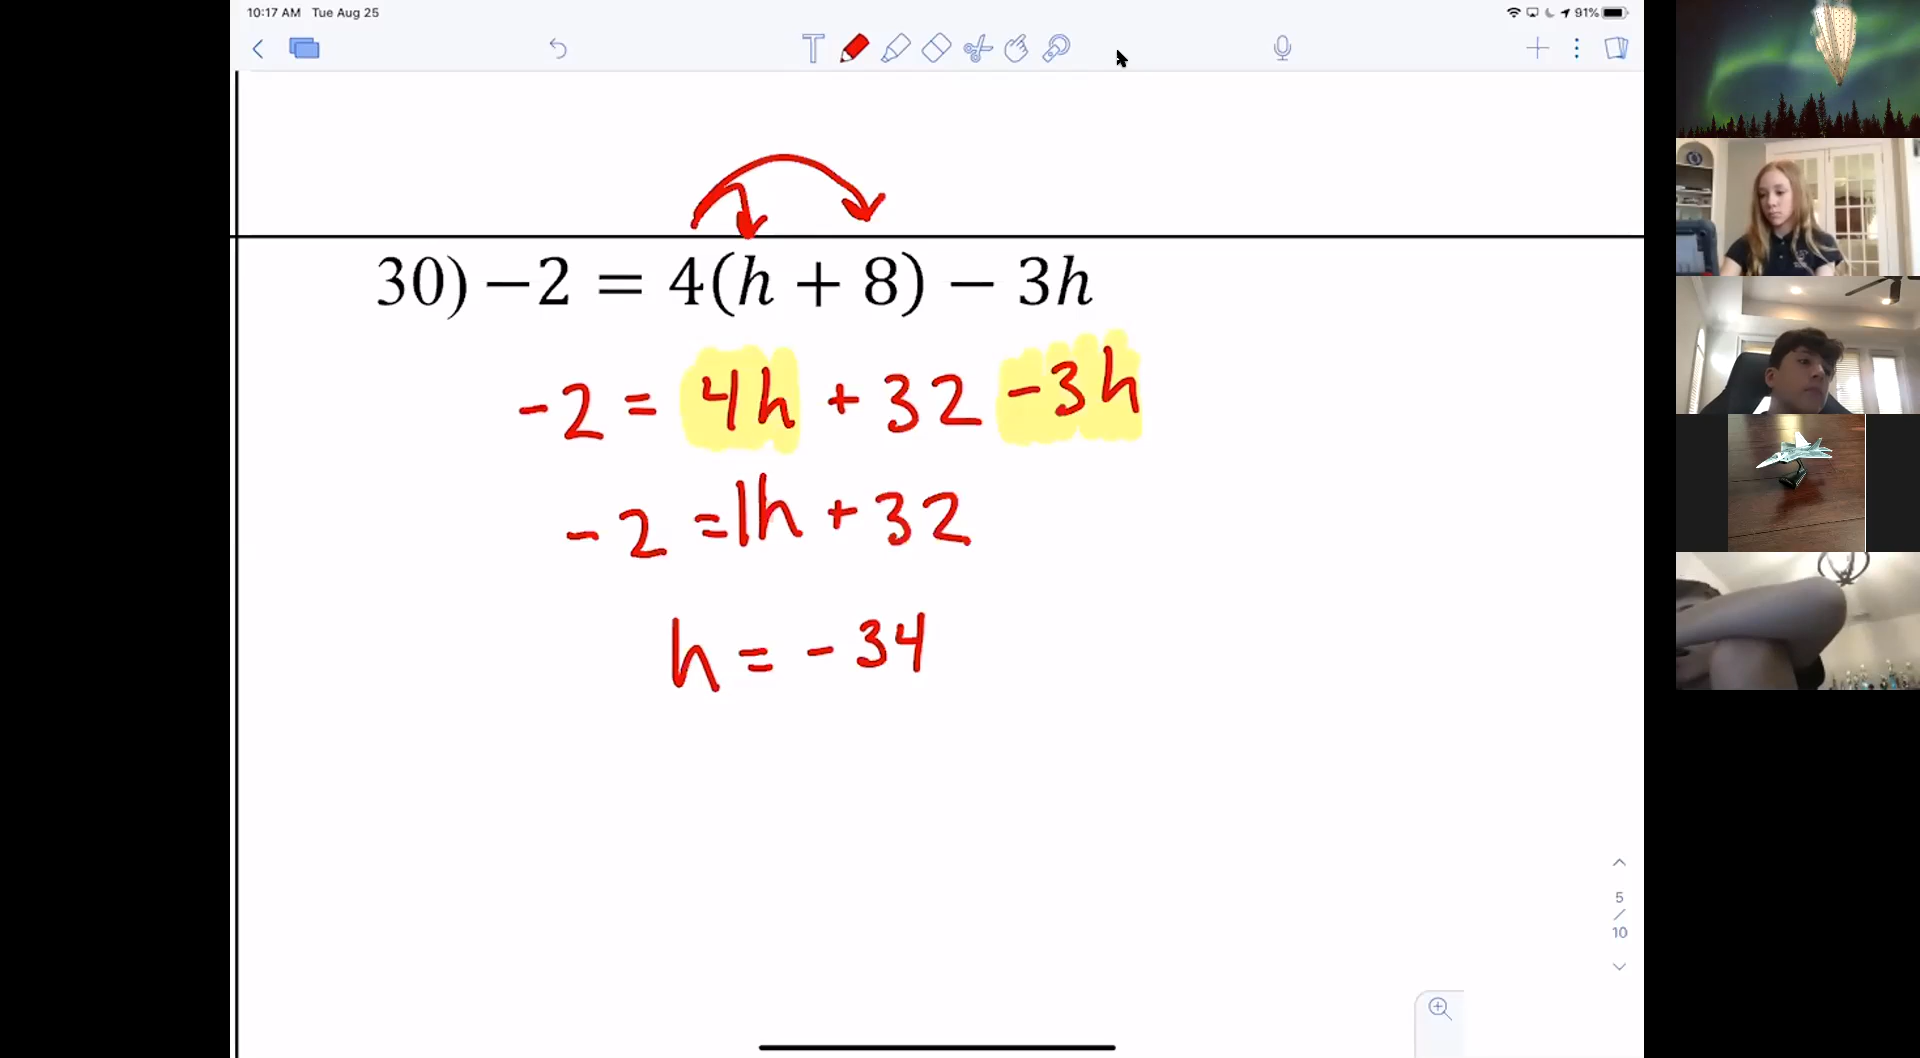 10:17 AM Tue Aug 25
91%
T
30) −2 = 4(h + 8) − 3h
-2 = 4h + 32 -3h
-2 = 1h + 32
h = -34
5
/
10